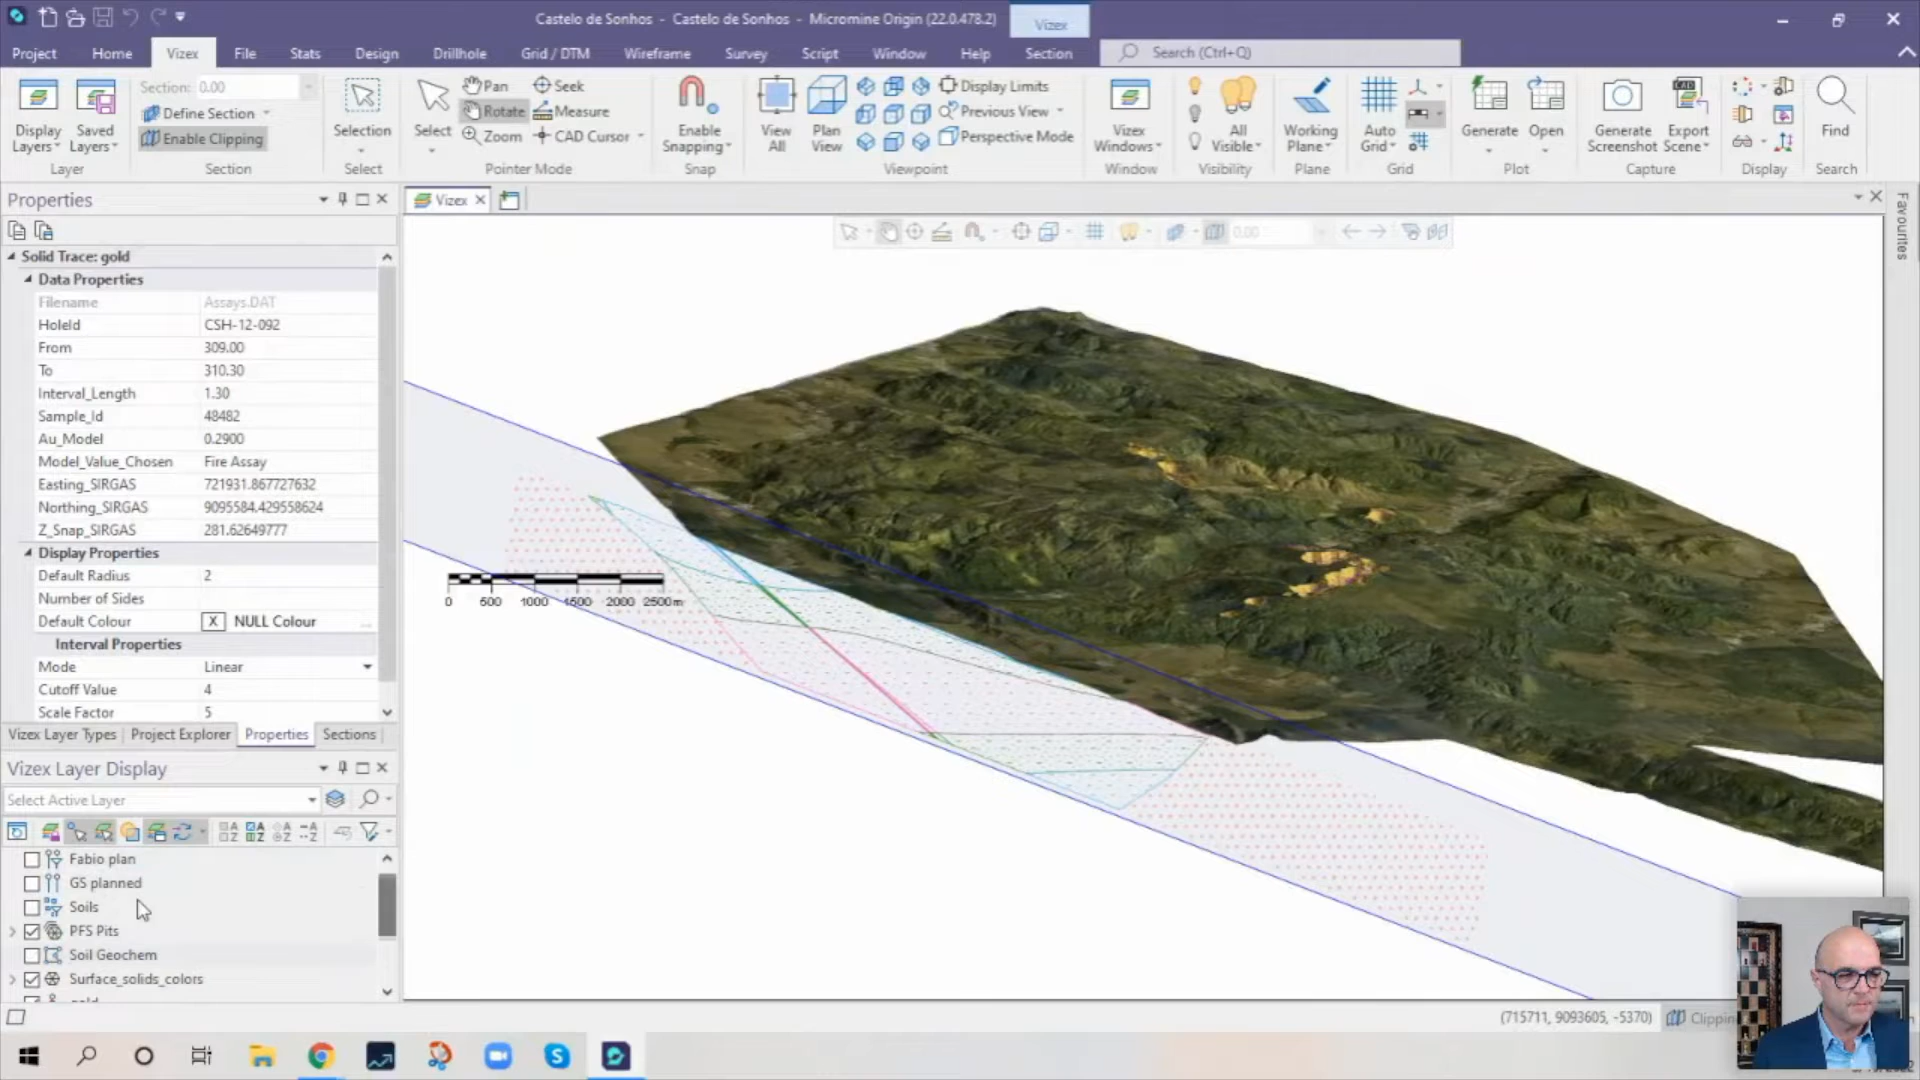 Castelo de Sonhos - Castelo de Sonhos - Micromine Origin (22.0.478.2)
Vizex
Project Home Vizex File Stats Design Drillhole Grid / DTM Wireframe Survey Script Window Help Section Search (Ctrl+Q)
Section: 0.00
Define Section
Enable Clipping
Display Layers
Saved Layers
Layer
Section
Selection
Select
Select
Pan
Rotate
Zoom
Seek
Measure
CAD Cursor
Pointer Mode
Enable Snapping
Snap
View All
Plan View
Display Limits
Previous View
Perspective Mode
Viewpoint
Vizex Windows
Window
All Visible
Visibility
Working Plane
Plane
Auto Grid
Grid
Generate
Open
Plot
Generate Screenshot
Export Scene
Capture
Display
Find
Search
Properties
Vizex
Favourites
0.00
Solid Trace: gold
Data Properties
Filename Assays.DAT
HoleId CSH-12-092
From 309.00
To 310.30
Interval_Length 1.30
Sample_Id 48482
Au_Model 0.2900
Model_Value_Chosen Fire Assay
Easting_SIRGAS 721931.867727632
Northing_SIRGAS 9095584.429558624
Z_Snap_SIRGAS 281.62649777
Display Properties
Default Radius 2
Number of Sides
Default Colour X NULL Colour
Interval Properties
Mode Linear
Cutoff Value 4
Scale Factor 5
Vizex Layer Types Project Explorer Properties Sections
0 500 1000 1500 2000 2500m
Vizex Layer Display
Select Active Layer
Fabio plan
GS planned
Soils
PFS Pits
Soil Geochem
Surface_solids_colors
(715711, 9093605, -5370)